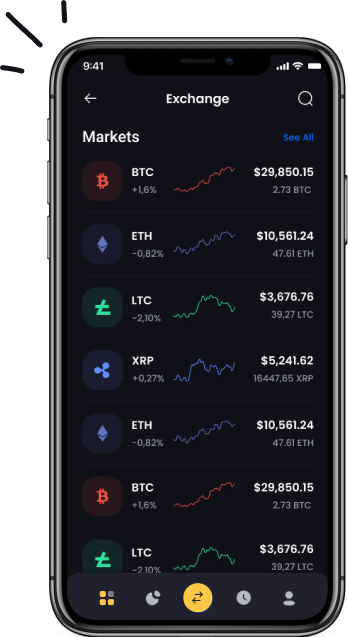 9:41
Exchange
Markets See All
BTC $29,850.15
+1,6% 2.73 BTC
ETH $10,561.24
-0,82% 47.61 ETH
LTC $3,676.76
-2,10% 39,27 LTC
XRP $5,241.62
+0,27% 16447,65 XRP
ETH $10,561.24
-0,82% 47.61 ETH
BTC $29,850.15
+1,6% 2.73 BTC
LTC $3,676.76
-2,10% 39,27 LTC